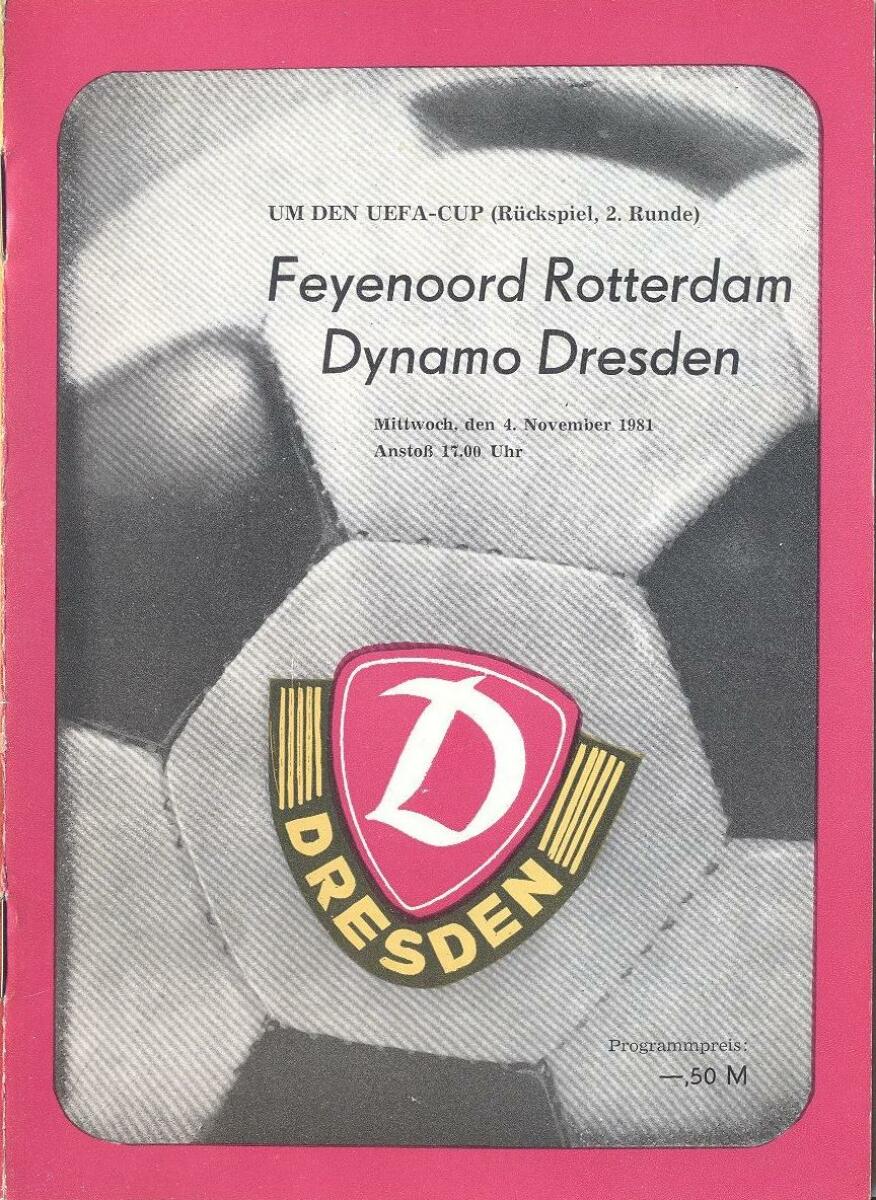 UM DEN UEFA-CUP (Rückspiel, 2. Runde)
Feyenoord Rotterdam
Dynamo Dresden
Mittwoch, den 4. November 1981
Anstoß 17.00 Uhr
D
DRESDEN
Programmpreis:
—,50 M